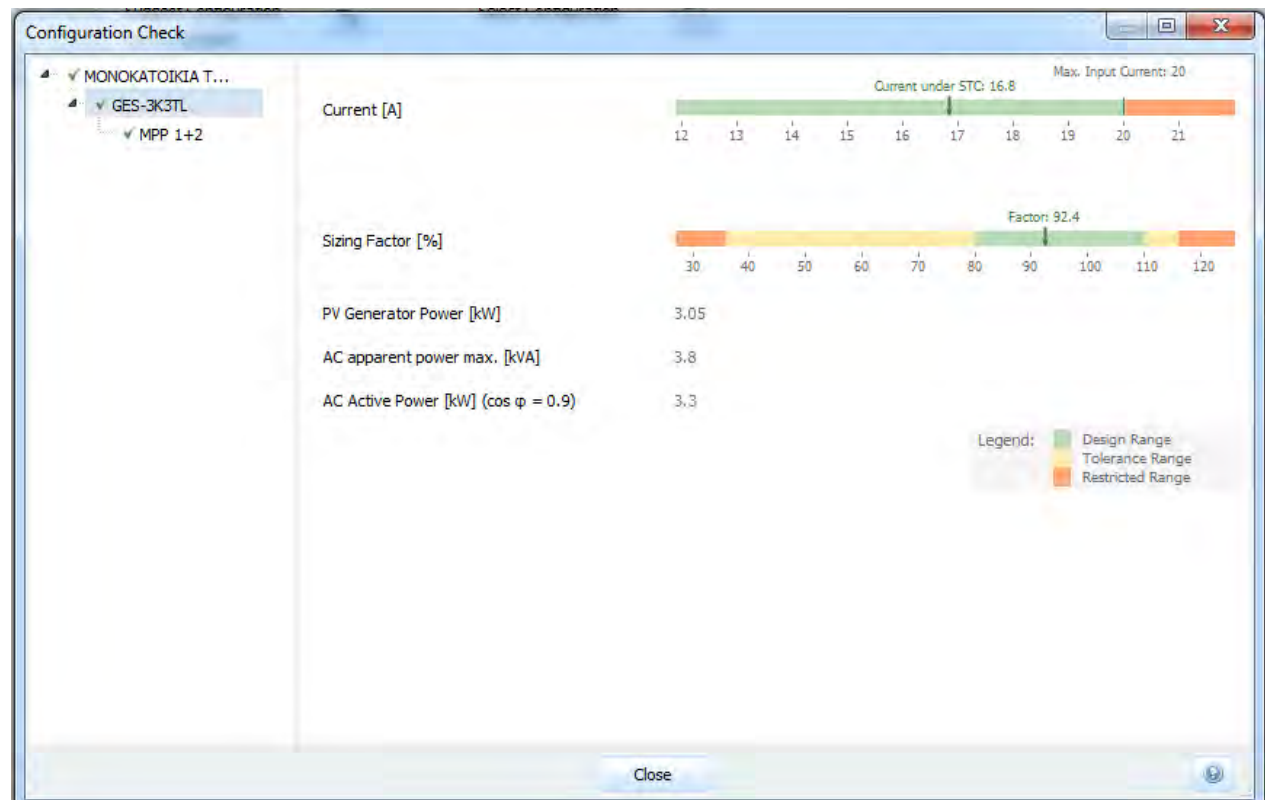 Configuration Check
MONOKATOIKIA T...
GES-3K3TL
MPP 1+2
Max. Input Current: 20
Current under STC: 16.8
Current [A]
12 13 14 15 16 17 18 19 20 21
Factor: 92.4
Sizing Factor [%]
30 40 50 60 70 80 90 100 110 120
PV Generator Power [kW] 3.05
AC apparent power max. [kVA] 3.8
AC Active Power [kW] (cos φ = 0.9) 3.3
Legend: Design Range
Tolerance Range
Restricted Range
Close